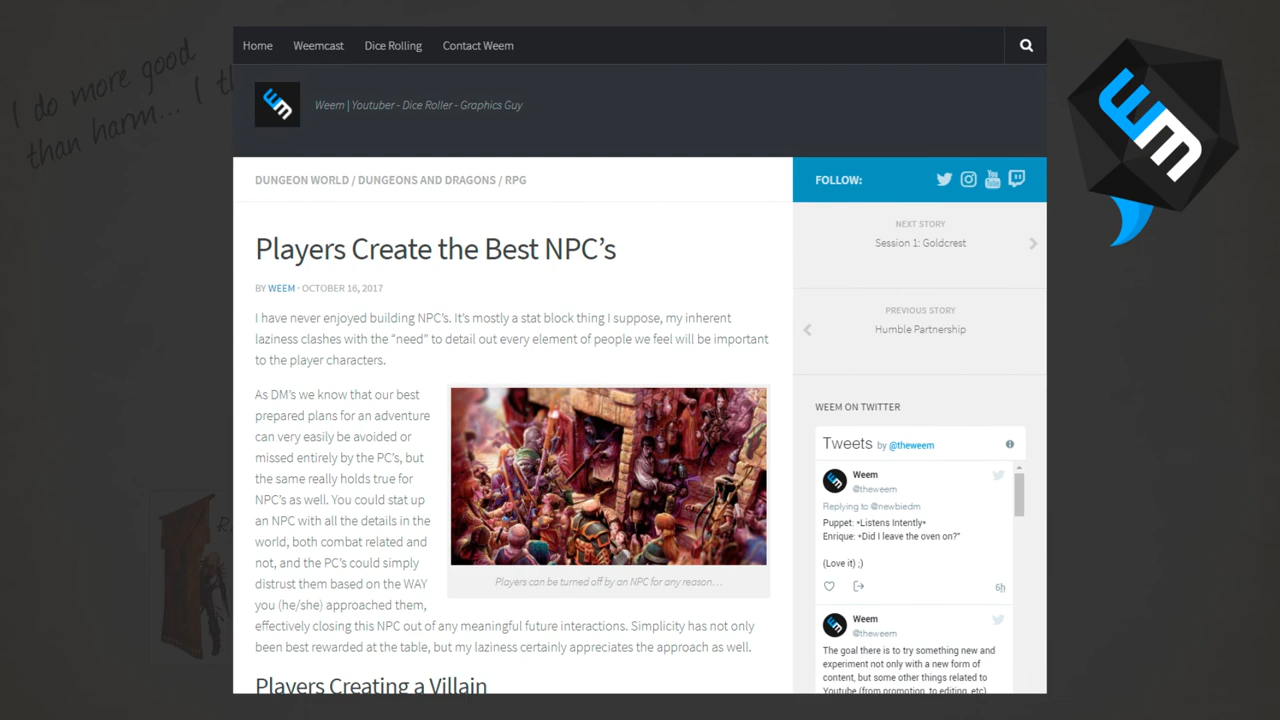 I do more good
than harm... I th
Home Weemcast Dice Rolling Contact Weem
Weem | Youtuber - Dice Roller - Graphics Guy
DUNGEON WORLD / DUNGEONS AND DRAGONS / RPG
Players Create the Best NPC's
BY WEEM · OCTOBER 16, 2017
I have never enjoyed building NPC's. It's mostly a stat block thing I suppose, my inherent
laziness clashes with the “need” to detail out every element of people we feel will be important
to the player characters.
As DM's we know that our best
prepared plans for an adventure
can very easily be avoided or
missed entirely by the PC's, but
the same really holds true for
NPC's as well. You could stat up
an NPC with all the details in the
world, both combat related and
not, and the PC's could simply
distrust them based on the WAY
you (he/she) approached them,
effectively closing this NPC out of any meaningful future interactions. Simplicity has not only
been best rewarded at the table, but my laziness certainly appreciates the approach as well.
Players can be turned off by an NPC for any reason…
Players Creating a Villain
FOLLOW:
You
Tube
NEXT STORY
Session 1: Goldcrest
PREVIOUS STORY
Humble Partnership
WEEM ON TWITTER
Tweets by @theweem
Weem
@theweem
Replying to @newbiedm
Puppet: *Listens Intently*
Enrique: *Did I leave the oven on?"
(Love it) ;)
6h
Weem
@theweem
The goal there is to try something new and
experiment not only with a new form of
content, but some other things related to
Youtube (from promotion, to editing, etc)